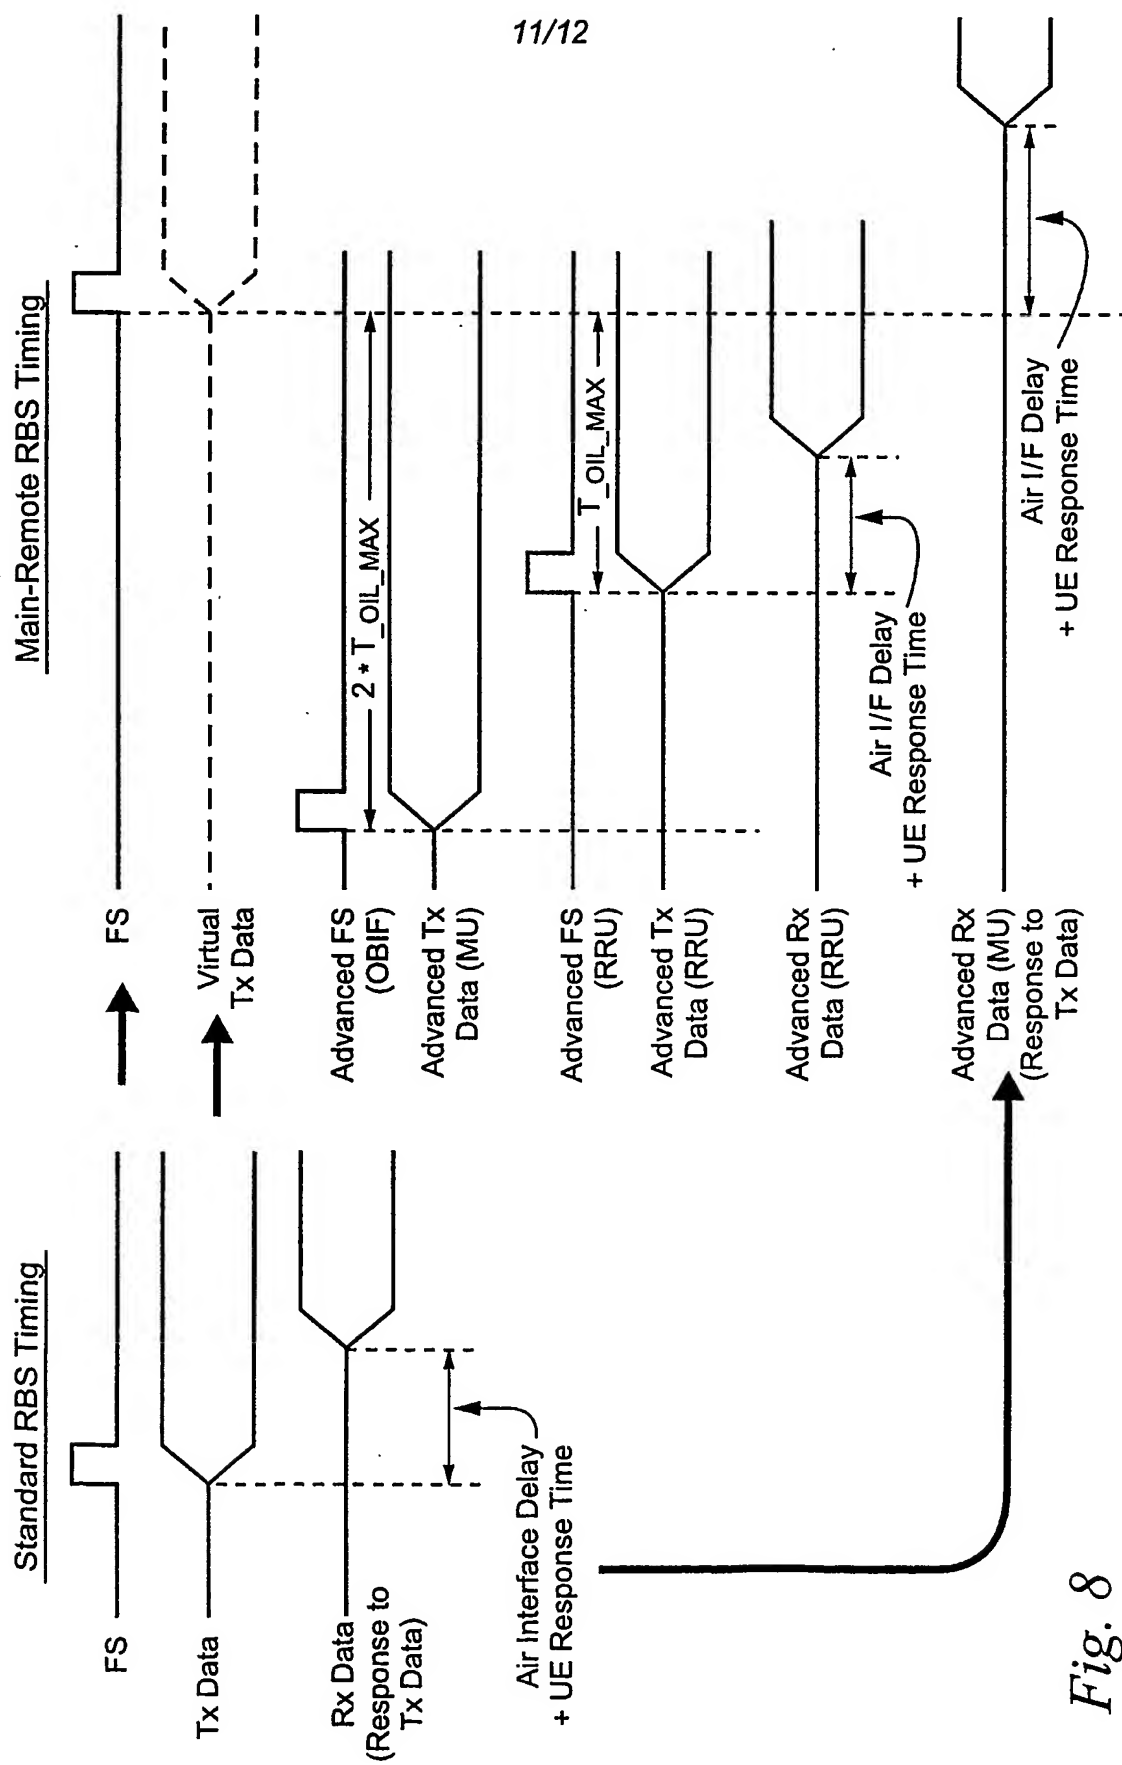 11/12
Standard RBS Timing
FS
Tx Data
Rx Data
(Response to
Tx Data)
Air Interface Delay
+ UE Response Time
Main-Remote RBS Timing
FS
Virtual
Tx Data
Advanced FS
(OBIF)
2 * T_OIL_MAX
Advanced Tx
Data (MU)
Advanced FS
(RRU)
T_OIL_MAX
Advanced Tx
Data (RRU)
Advanced Rx
Data (RRU)
Air I/F Delay
+ UE Response Time
Advanced Rx
Data (MU)
(Response to
Tx Data)
Air I/F Delay
+ UE Response Time
Fig. 8